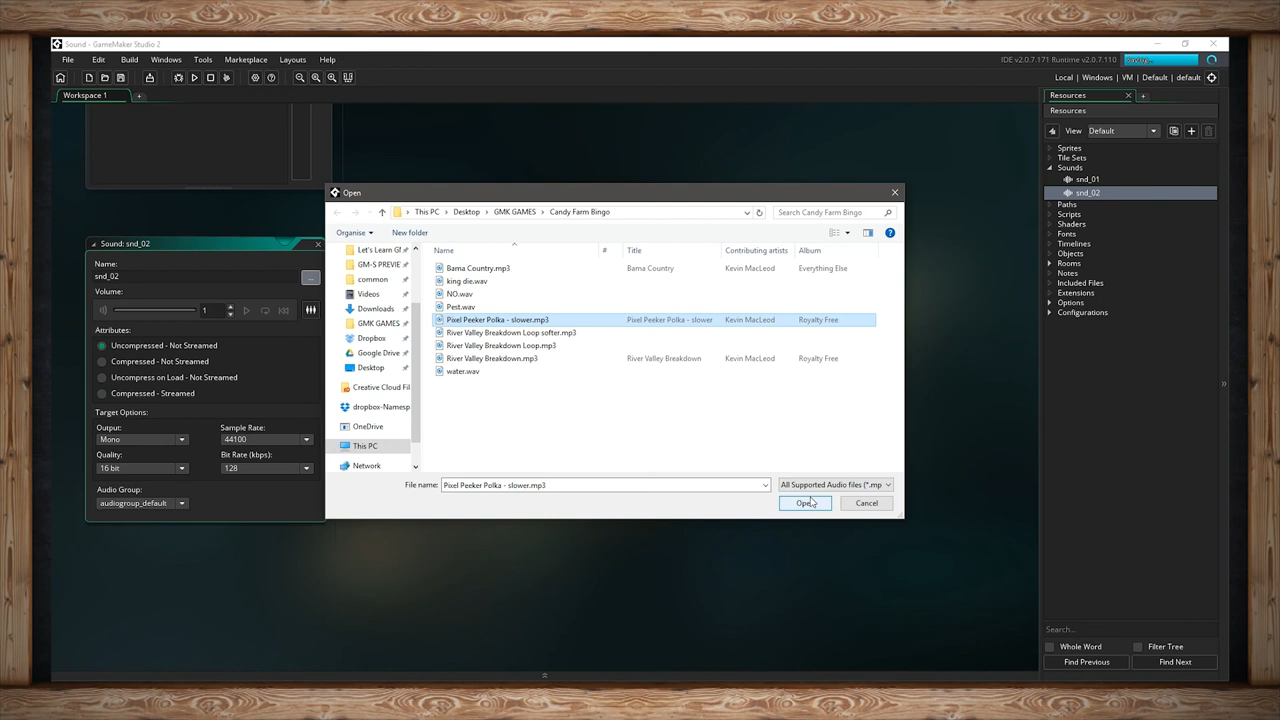 Sound - GameMaker Studio 2
File Edit Build Windows Tools Marketplace Layouts Help
IDE v2.0.7.171 Runtime v2.0.7.110
Local | Windows | VM | Default | default
Workspace 1
Resources
Resources
View Default
Sprites
Tile Sets
Sounds
snd_01
snd_02
Paths
Scripts
Shaders
Fonts
Timelines
Objects
Rooms
Notes
Included Files
Extensions
Options
Configurations
Search...
Whole Word Filter Tree
Find Previous Find Next
Sound: snd_02
Name:
snd_02
...
Volume:
1
Attributes:
Uncompressed - Not Streamed
Compressed - Not Streamed
Uncompress on Load - Not Streamed
Compressed - Streamed
Target Options:
Output: Sample Rate:
Mono 44100
Quality: Bit Rate (kbps):
16 bit 128
Audio Group:
audiogroup_default
Open
This PC > Desktop > GMK GAMES > Candy Farm Bingo
Search Candy Farm Bingo
Organise New folder
Let's Learn GI
GM-S PREVIE
common
Videos
Downloads
GMK GAMES
Dropbox
Google Drive
Desktop
Creative Cloud Fil
dropbox-Namesp
OneDrive
This PC
Network
Name # Title Contributing artists Album
Bama Country.mp3 Bama Country Kevin MacLeod Everything Else
king die.wav
NO.wav
Pest.wav
Pixel Peeker Polka - slower.mp3 Pixel Peeker Polka - slower Kevin MacLeod Royalty Free
River Valley Breakdown Loop softer.mp3
River Valley Breakdown Loop.mp3
River Valley Breakdown.mp3 River Valley Breakdown Kevin MacLeod Royalty Free
water.wav
File name: Pixel Peeker Polka - slower.mp3 All Supported Audio files (*.mp
Open Cancel